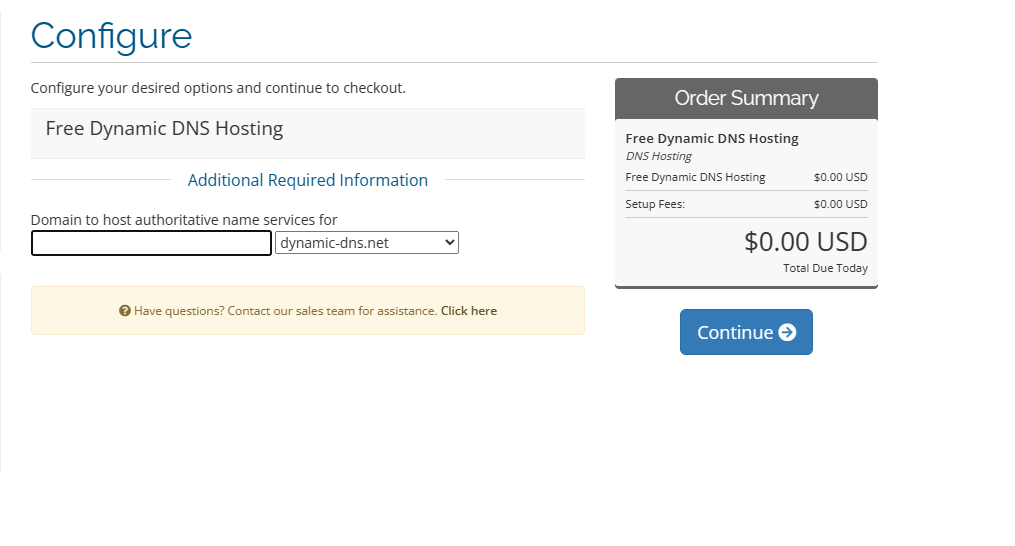 Configure
Configure your desired options and continue to checkout.
Free Dynamic DNS Hosting
Additional Required Information
Domain to host authoritative name services for
dynamic-dns.net
Have questions? Contact our sales team for assistance. Click here
Order Summary
Free Dynamic DNS Hosting
DNS Hosting
Free Dynamic DNS Hosting $0.00 USD
Setup Fees: $0.00 USD
$0.00 USD
Total Due Today
Continue